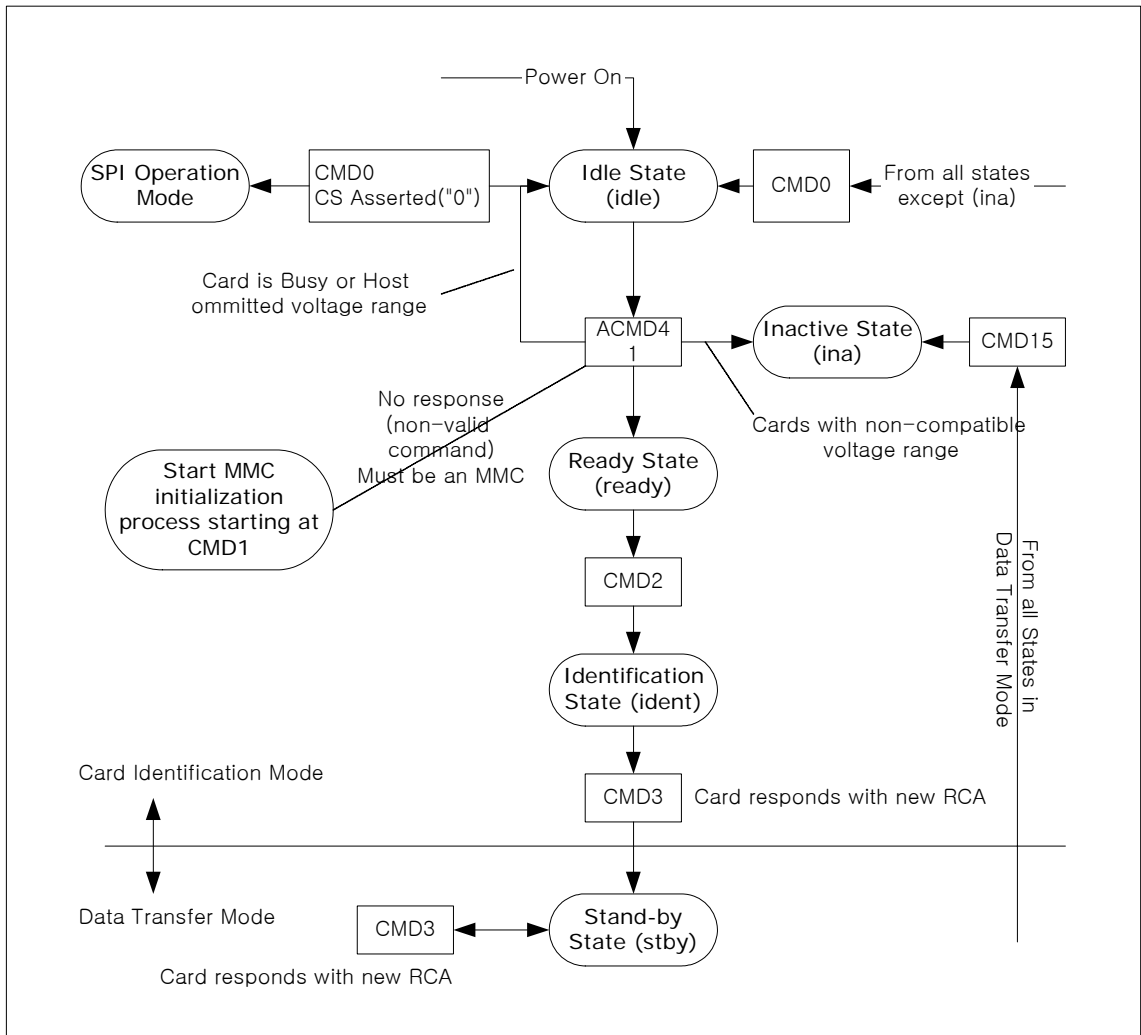 Power On
SPI Operation
Mode
CMD0
CS Asserted("0")
Idle State
(idle)
CMD0
From all states
except (ina)
Card is Busy or Host
ommitted voltage range
ACMD4
1
Inactive State
(ina)
CMD15
No response
(non-valid
command)
Must be an MMC
Cards with non-compatible
voltage range
Start MMC
initialization
process starting at
CMD1
Ready State
(ready)
CMD2
From all States in
Data Transfer Mode
Identification
State (ident)
Card Identification Mode
CMD3
Card responds with new RCA
Data Transfer Mode
CMD3
Stand-by
State (stby)
Card responds with new RCA